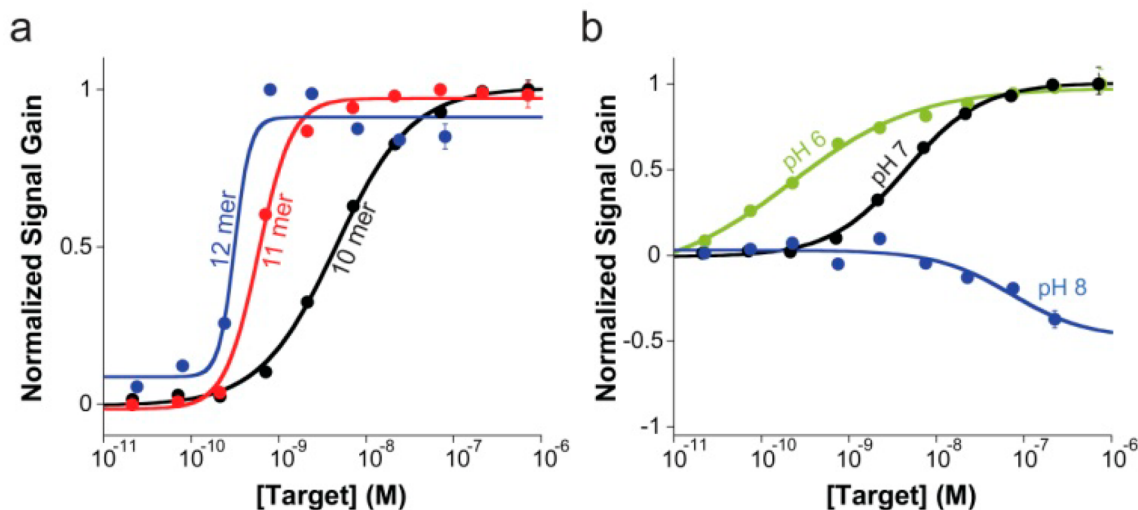 a
Normalized Signal Gain
1
0.5
0
12 mer
11 mer
10 mer
10-11 10-10 10-9 10-8 10-7 10-6
[Target] (M)
b
Normalized Signal Gain
1
0.5
0
-0.5
-1
pH 6
pH 7
pH 8
10-11 10-10 10-9 10-8 10-7 10-6
[Target] (M)